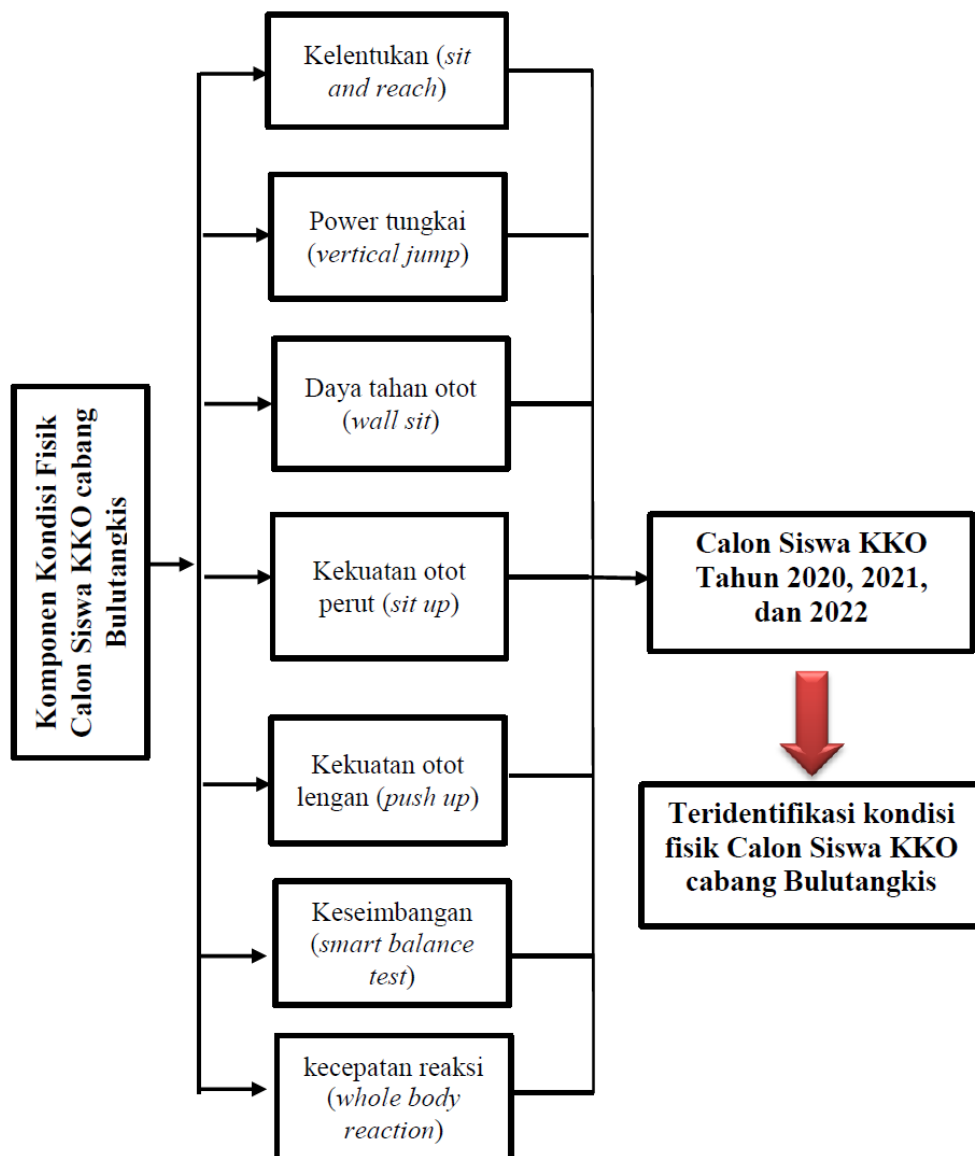 Komponen Kondisi Fisik
Calon Siswa KKO cabang
Bulutangkis
Kelentukan (sit
and reach)
Power tungkai
(vertical jump)
Daya tahan otot
(wall sit)
Kekuatan otot
perut (sit up)
Kekuatan otot
lengan (push up)
Keseimbangan
(smart balance
test)
kecepatan reaksi
(whole body
reaction)
Calon Siswa KKO
Tahun 2020, 2021,
dan 2022
Teridentifikasi kondisi
fisik Calon Siswa KKO
cabang Bulutangkis